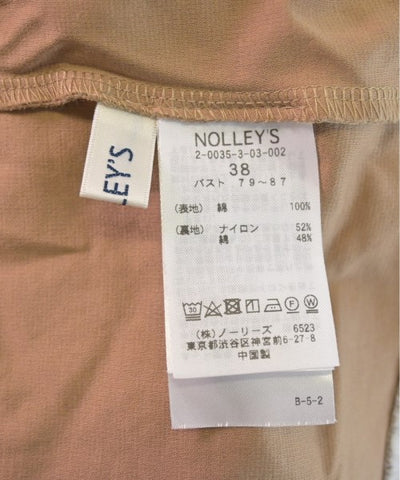 LEY'S
NOLLEY'S
2-0035-3-03-002
38
バスト 79～87
(表地) 綿 100%
(裏地) ナイロン 52%
綿 48%
30 F W
(株)ノーリーズ 6523
東京都渋谷区神宮前6-27-8
中国製
B-5-2